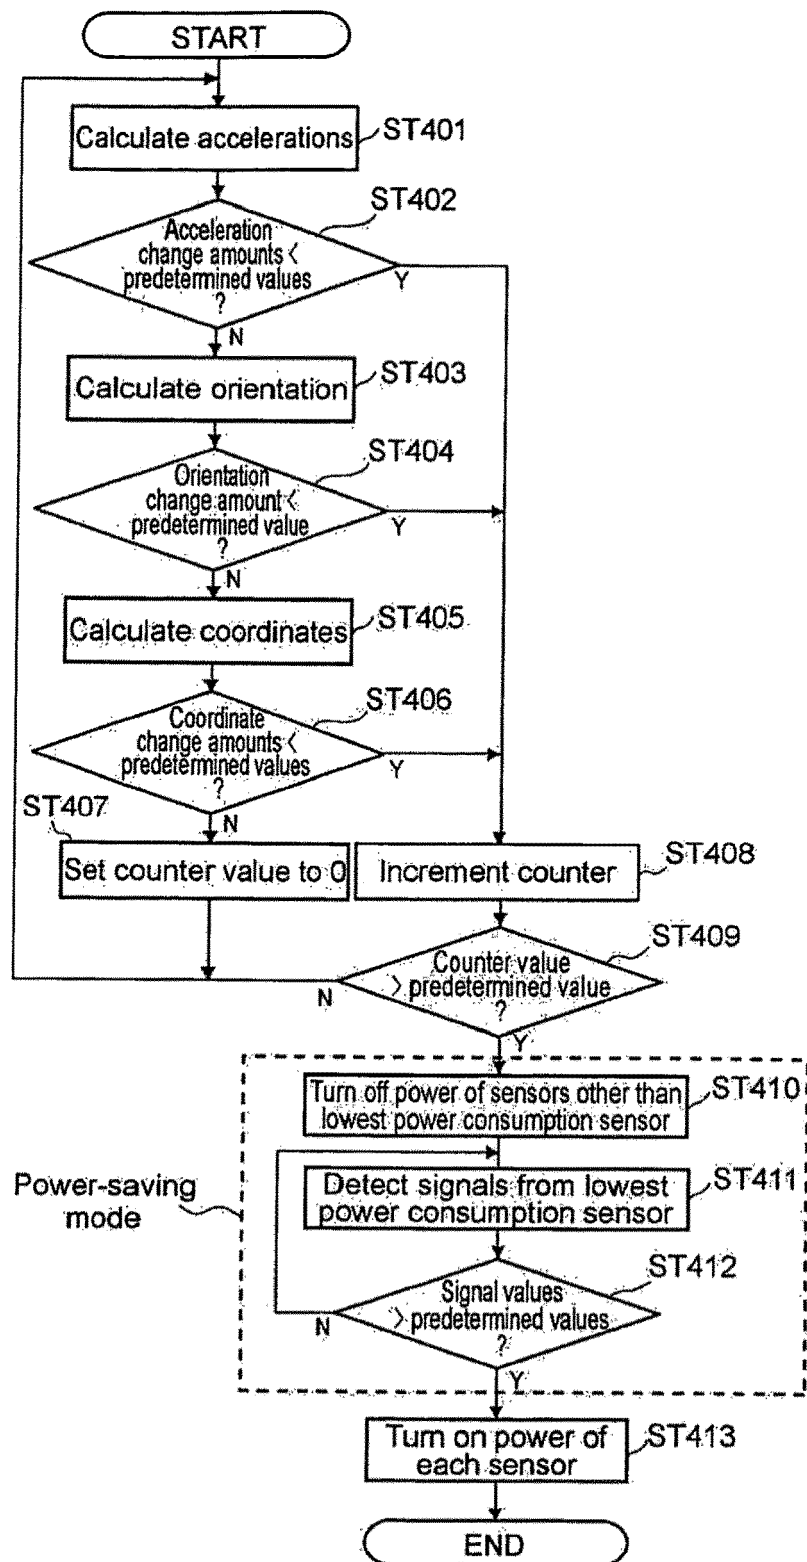 START
Calculate accelerations
ST401
ST402
Acceleration
change amounts <
predetermined values
?
Y
N
Calculate orientation
ST403
ST404
Orientation
change amount <
predetermined value
?
Y
N
Calculate coordinates
ST405
ST406
Coordinate
change amounts <
predetermined values
?
Y
ST407
N
Set counter value to 0
Increment counter
ST408
ST409
Counter value
> predetermined value
?
N
Y
Turn off power of sensors other than
lowest power consumption sensor
ST410
Power-saving
mode
Detect signals from lowest
power consumption sensor
ST411
ST412
Signal values
> predetermined values
?
N
Y
Turn on power of
each sensor
ST413
END